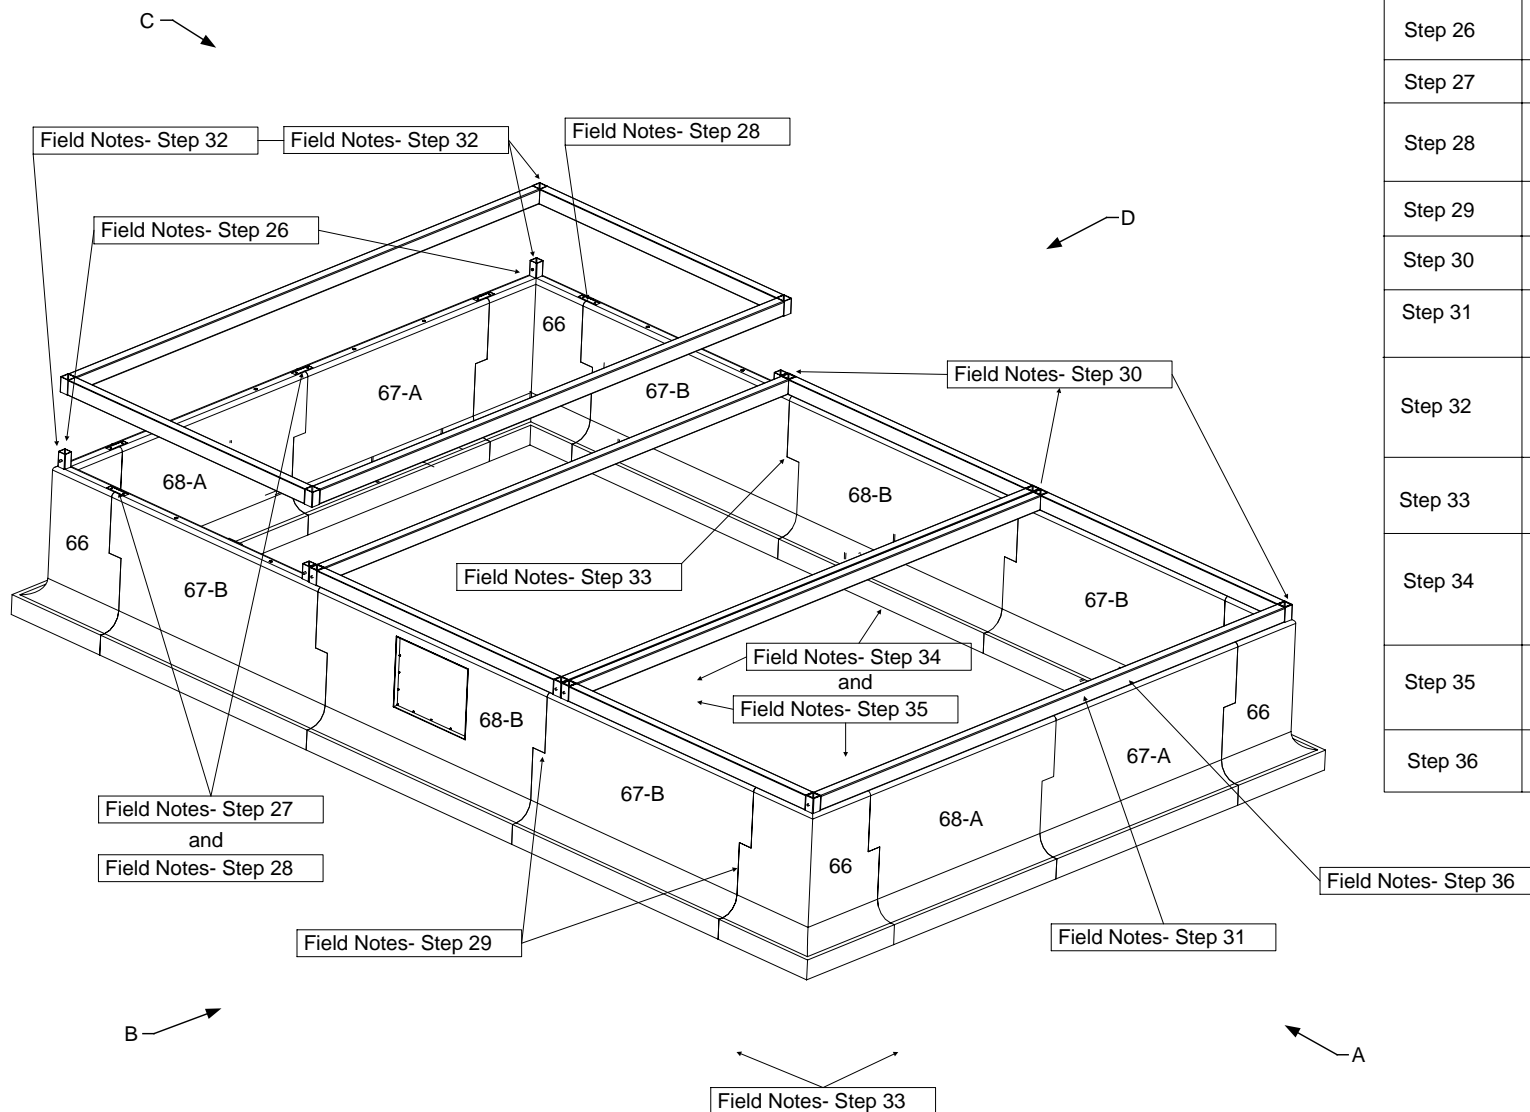 C
Step 26
Step 27
Field Notes- Step 32
Field Notes- Step 32
Field Notes- Step 28
Step 28
Field Notes- Step 26
D
Step 29
Step 30
66
Step 31
67-A
67-B
Field Notes- Step 30
Step 32
68-A
68-B
Step 33
66
67-B
Field Notes- Step 33
67-B
Step 34
Field Notes- Step 34
and
Field Notes- Step 35
Step 35
68-B
66
67-A
Step 36
67-B
Field Notes- Step 27
and
Field Notes- Step 28
68-A
66
Field Notes- Step 36
Field Notes- Step 29
Field Notes- Step 31
B
A
Field Notes- Step 33